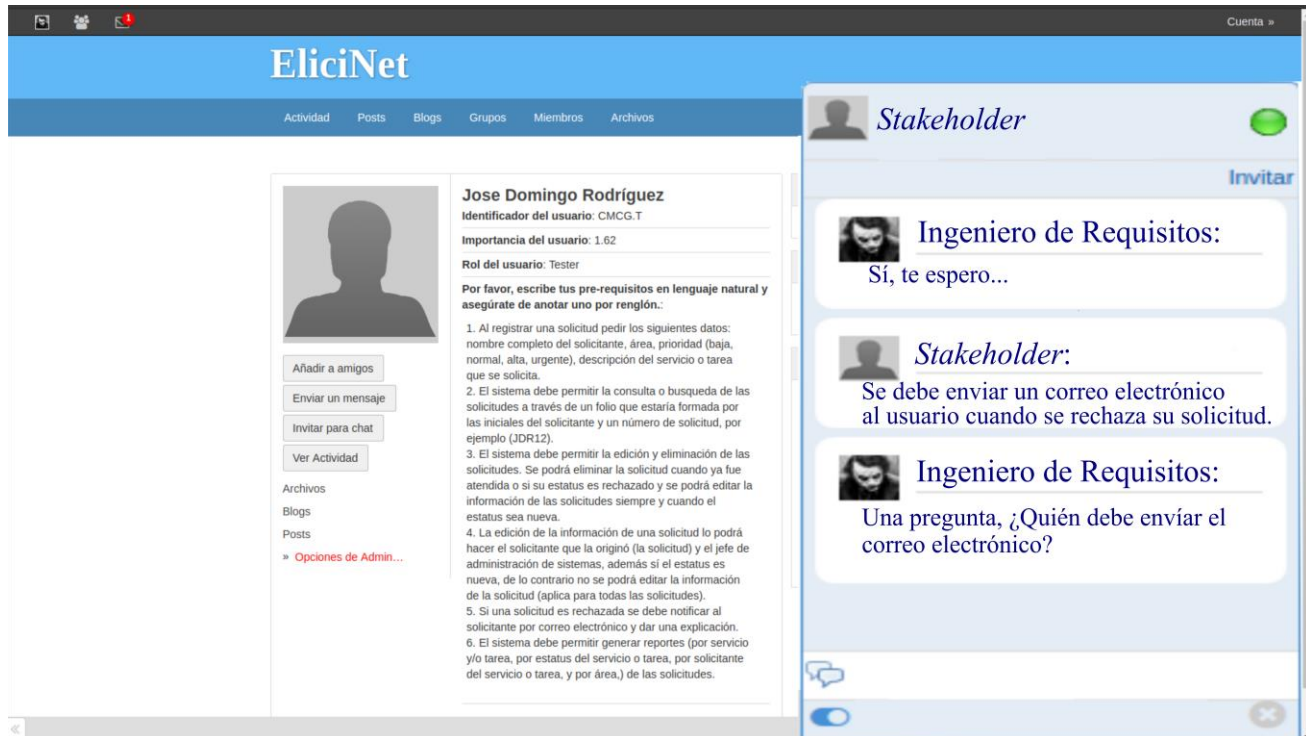 1
Cuenta »
EliciNet
Actividad Posts Blogs Grupos Miembros Archivos
Jose Domingo Rodríguez
Identificador del usuario: CMCG.T
Importancia del usuario: 1.62
Rol del usuario: Tester
Por favor, escribe tus pre-requisitos en lenguaje natural y
asegúrate de anotar uno por renglón.:
1. Al registrar una solicitud pedir los siguientes datos:
nombre completo del solicitante, área, prioridad (baja,
normal, alta, urgente), descripción del servicio o tarea
que se solicita.
2. El sistema debe permitir la consulta o busqueda de las
solicitudes a través de un folio que estaría formada por
las iniciales del solicitante y un número de solicitud, por
ejemplo (JDR12).
3. El sistema debe permitir la edición y eliminación de las
solicitudes. Se podrá eliminar la solicitud cuando ya fue
atendida o si su estatus es rechazado y se podrá editar la
información de las solicitudes siempre y cuando el
estatus sea nueva.
4. La edición de la información de una solicitud lo podrá
hacer el solicitante que la originó (la solicitud) y el jefe de
administración de sistemas, además sí el estatus es
nueva, de lo contrario no se podrá editar la información
de la solicitud (aplica para todas las solicitudes).
5. Si una solicitud es rechazada se debe notificar al
solicitante por correo electrónico y dar una explicación.
6. El sistema debe permitir generar reportes (por servicio
y/o tarea, por estatus del servicio o tarea, por solicitante
del servicio o tarea, y por área,) de las solicitudes.
Añadir a amigos
Enviar un mensaje
Invitar para chat
Ver Actividad
Archivos
Blogs
Posts
» Opciones de Admin...
Stakeholder
Invitar
Ingeniero de Requisitos:
Sí, te espero...
Stakeholder:
Se debe enviar un correo electrónico
al usuario cuando se rechaza su solicitud.
Ingeniero de Requisitos:
Una pregunta, ¿Quién debe envíar el
correo electrónico?
«